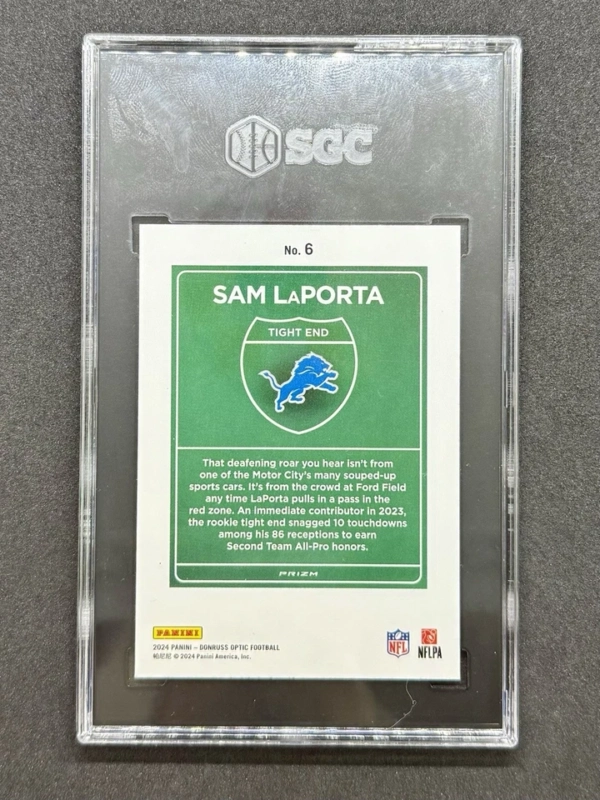 SGC
No. 6
SAM LaPORTA
TIGHT END
That deafening roar you hear isn't from
one of the Motor City's many souped-up
sports cars. It's from the crowd at Ford Field
any time LaPorta pulls in a pass in the
red zone. An immediate contributor in 2023,
the rookie tight end snagged 10 touchdowns
among his 86 receptions to earn
Second Team All-Pro honors.
PRIZM
PANINI
2024 PANINI – DONRUSS OPTIC FOOTBALL
帕尼尼 © 2024 Panini America, Inc.
NFL
NFLPA